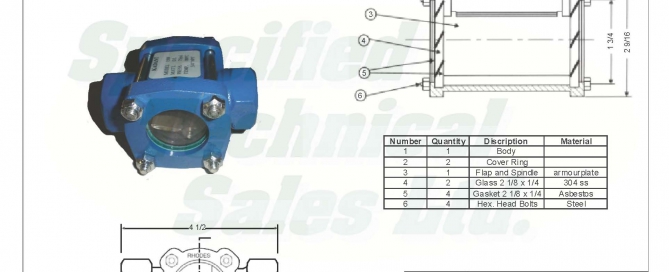 Specified
Technical
Sales Ltd.
3
4
5
6
1 3/4
2 9/16
Number Quantity Discription Material
1 1 Body
2 2 Cover Ring
3 1 Flap and Spindle armourplate
4 2 Glass 2 1/8 x 1/4 304 ss
5 4 Gasket 2 1/8 x 1/4 Asbestos
6 4 Hex. Head Bolts Steel
4 1/2
RHODES